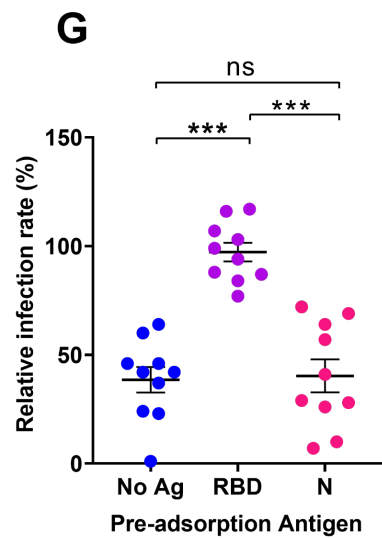 G
ns
***
***
Relative infection rate (%)
150
100
50
0
No Ag RBD N
Pre-adsorption Antigen